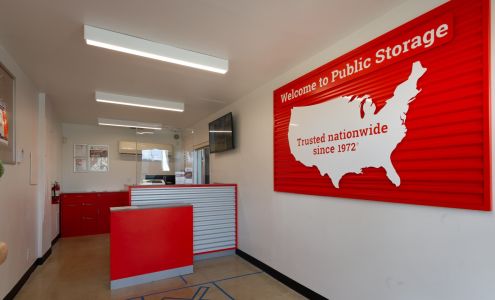 Welcome to Public Storage
Trusted nationwide
since 1972